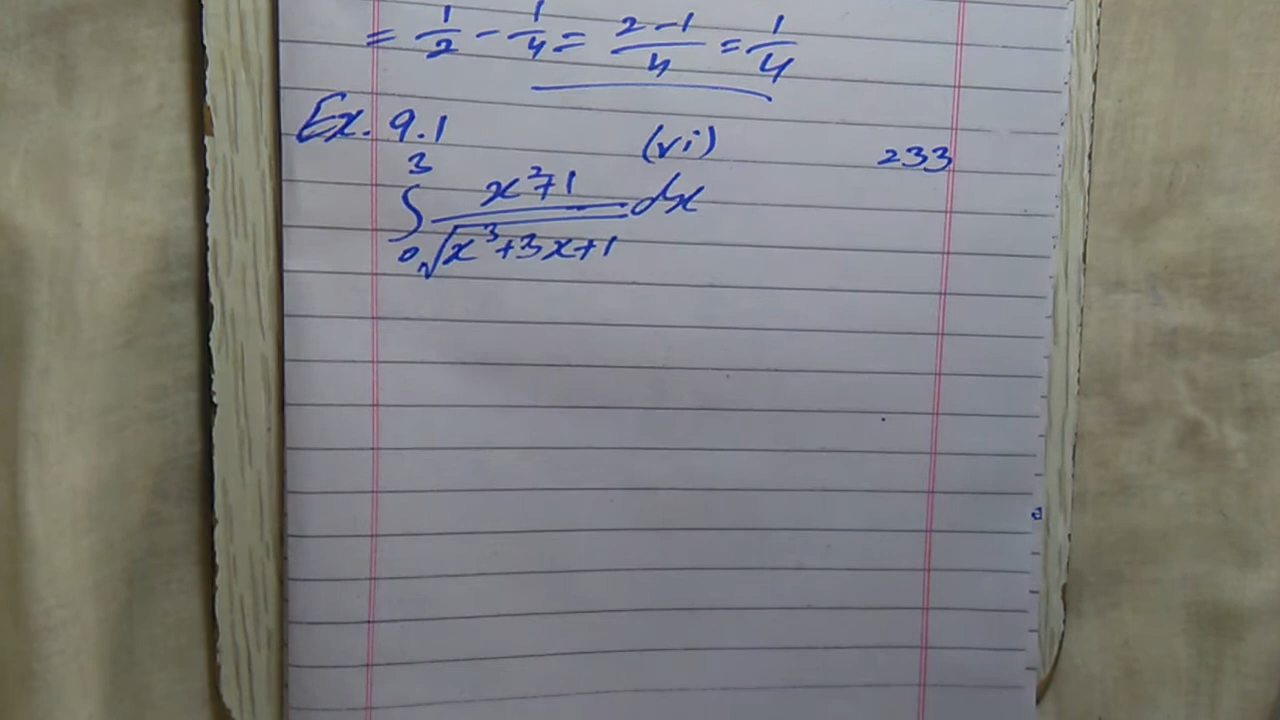 = 1/2 - 1/4 = 2-1/4 = 1/4
Ex. 9.1 (vi) 233
∫₀³ x²+1/√x³+3x+1 dx